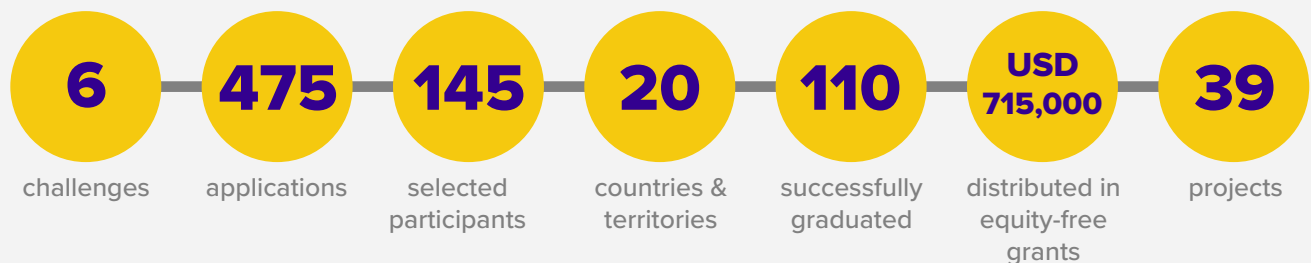 6
challenges
475
applications
145
selected
participants
20
countries &
territories
110
successfully
graduated
USD
715,000
distributed in
equity-free
grants
39
projects